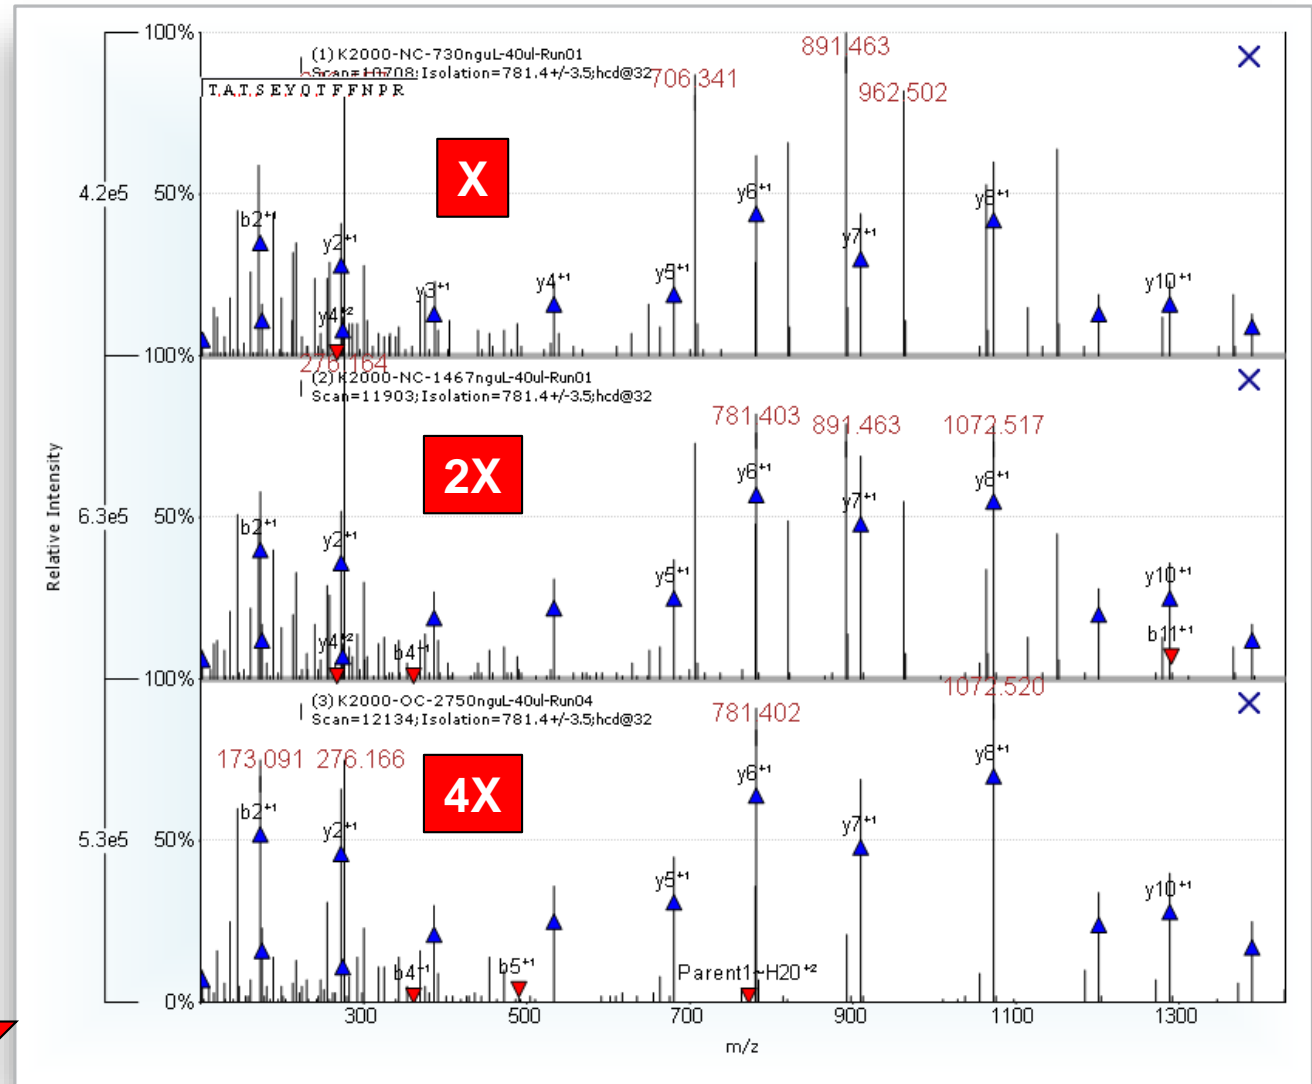 100%
(1) K2000-NC-730nguL-40ul-Run01
Scan=10708;Isolation=781.4+/-3.5;hcd@32
891.463
706.341
962.502
TATSEYQTFFNPR
X
4.2e5
50%
b2+1
y2+1
y4+2
y3+1
y4+1
y5+1
y6+1
y7+1
y8+1
y10+1
100%
276.164
(2) K2000-NC-1467nguL-40ul-Run01
Scan=11903;Isolation=781.4+/-3.5;hcd@32
781.403
891.463
1072.517
2X
6.3e5
50%
Relative Intensity
b2+1
y2+1
y4+2
b4+1
y5+1
y6+1
y7+1
y8+1
y10+1
b11+1
100%
(3) K2000-OC-2750nguL-40ul-Run04
Scan=12134;Isolation=781.4+/-3.5;hcd@32
1072.520
781.402
173.091
276.166
4X
5.3e5
50%
b2+1
y2+1
b4+1
b5+1
y5+1
Parent1-H20+2
y6+1
y7+1
y8+1
y10+1
0%
300
500
700
900
1100
1300
m/z